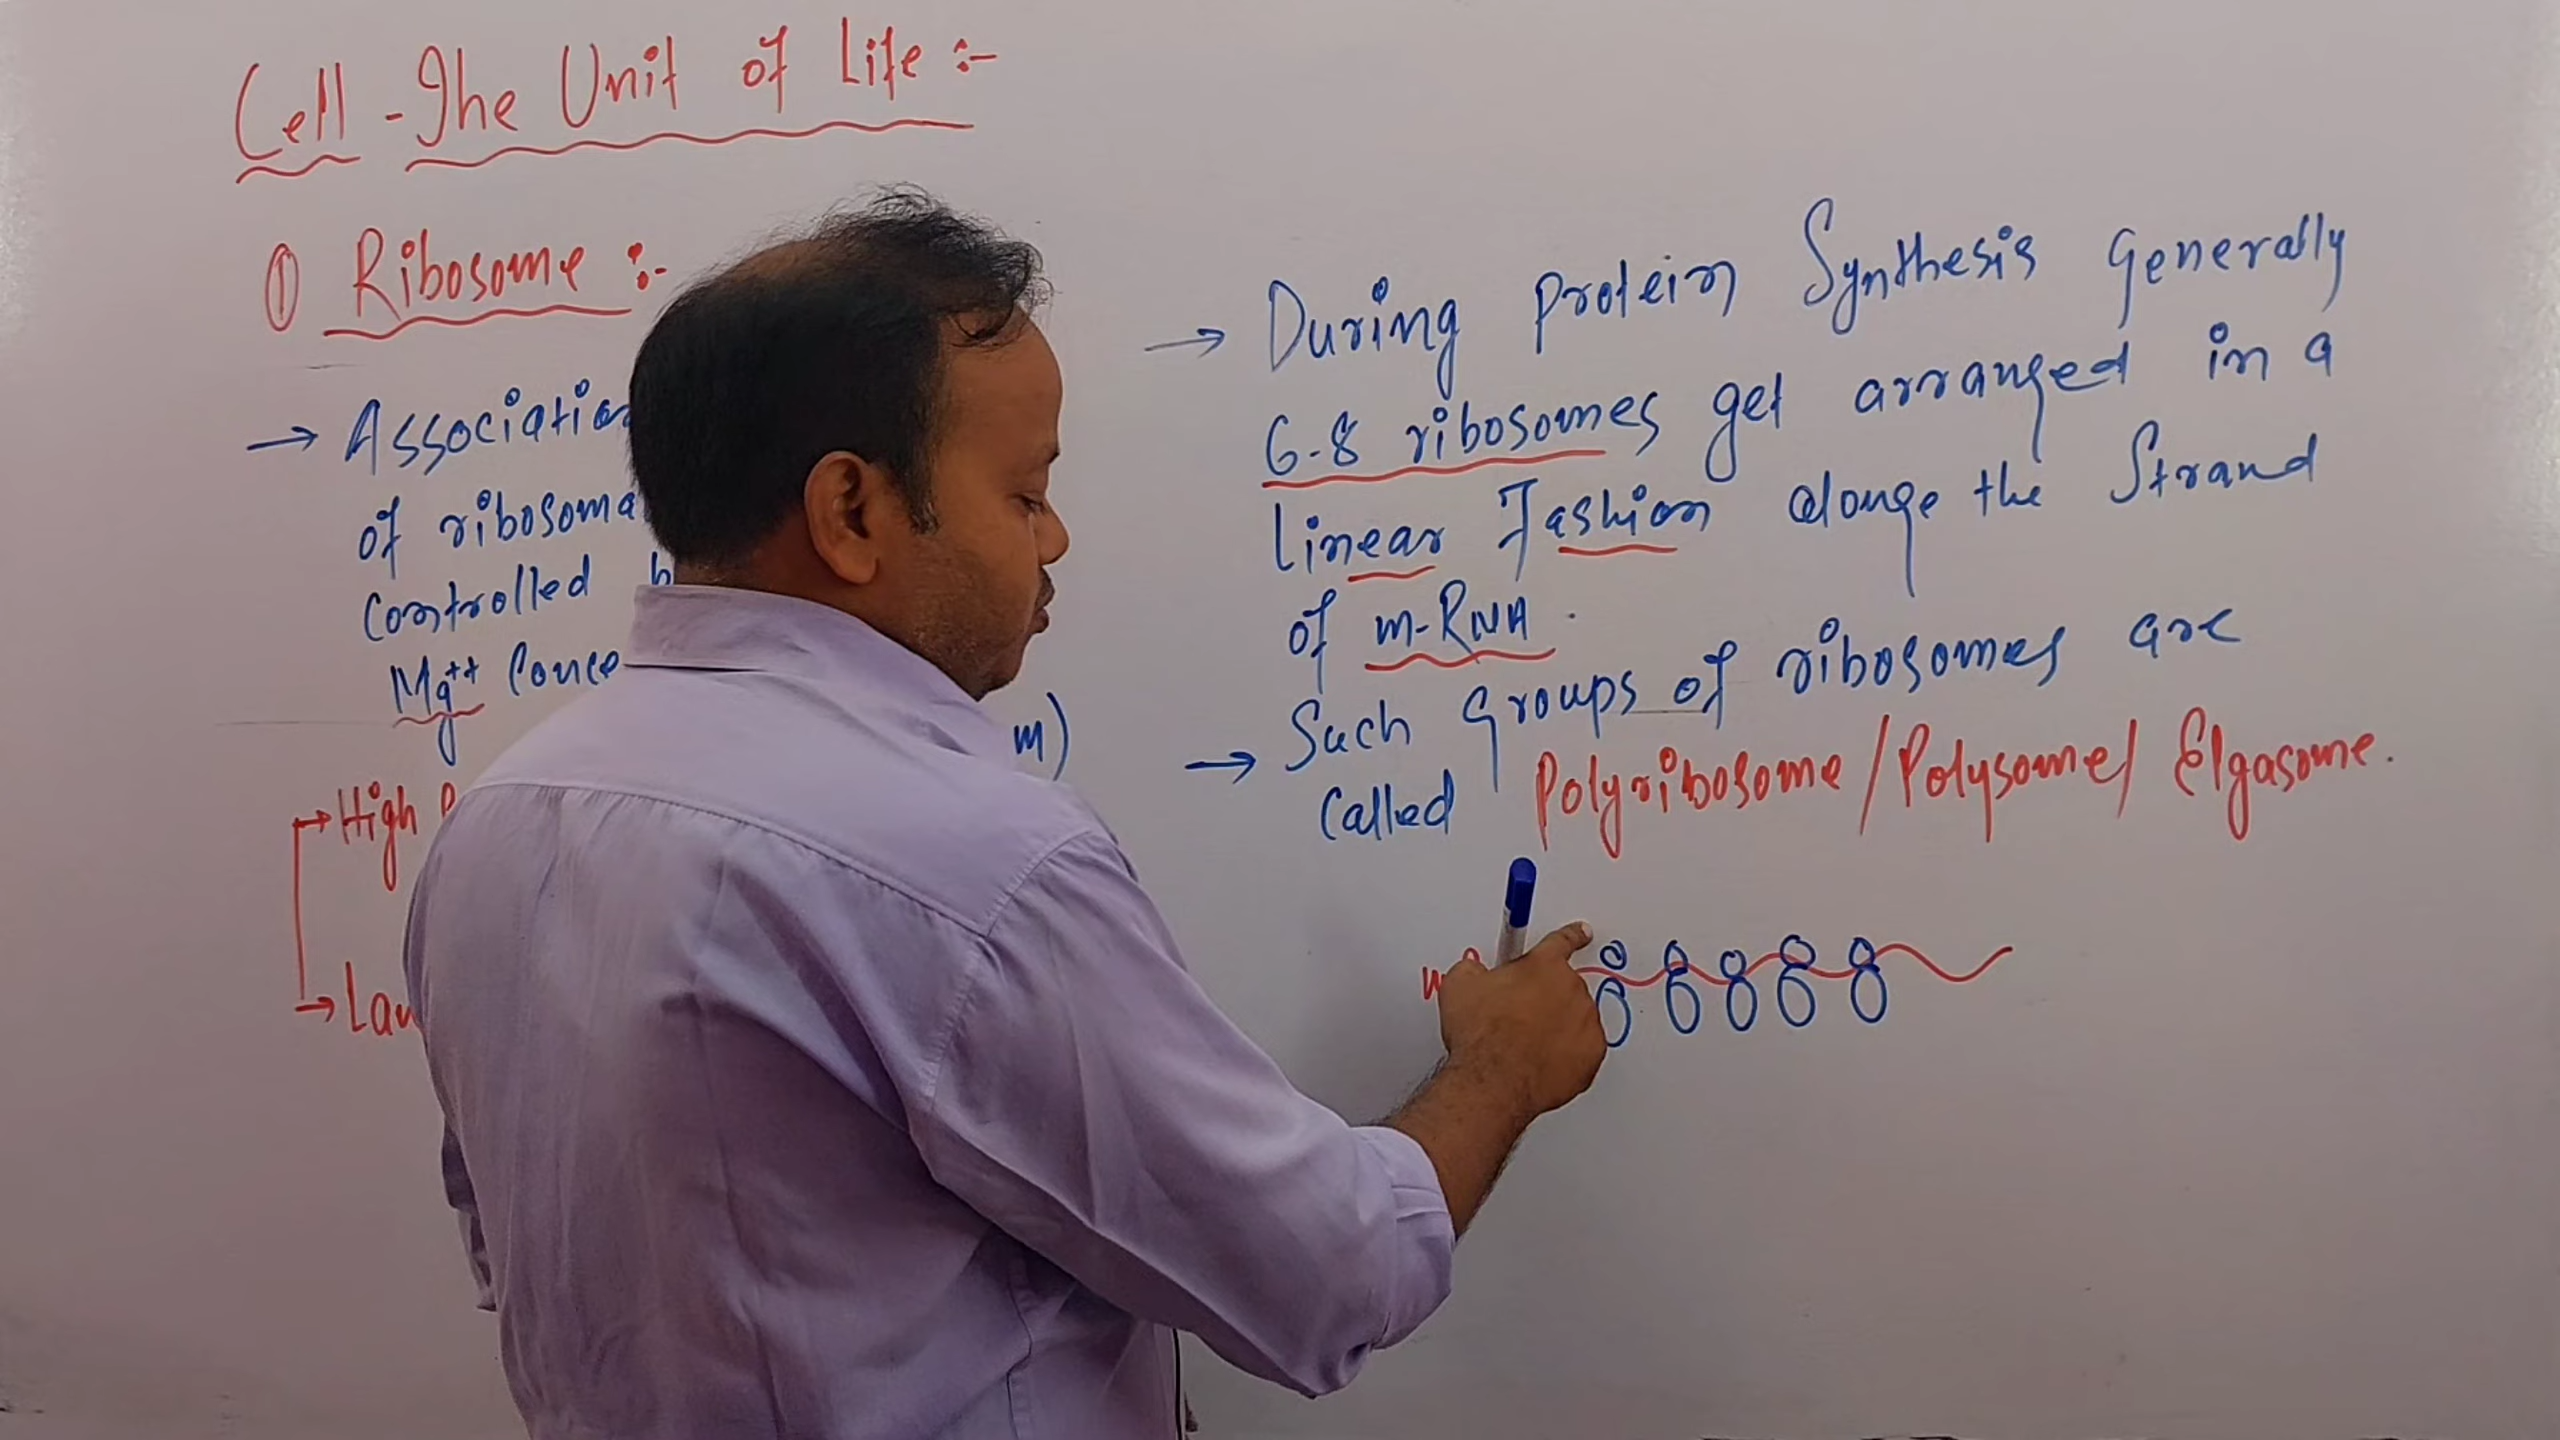 Cell - The Unit of Life :-
① Ribosome :-
→ Association
of ribosoma
Controlled b
Mg++ Conce
m)
→ High
→ Low
→ During Protein Synthesis Generally
6-8 ribosomes get arranged in a
linear Fashion alonge the Strand
of m-RNA.
→ Such Groups of ribosomes are
Called Polyribosome/Polysome/ Elgasome.